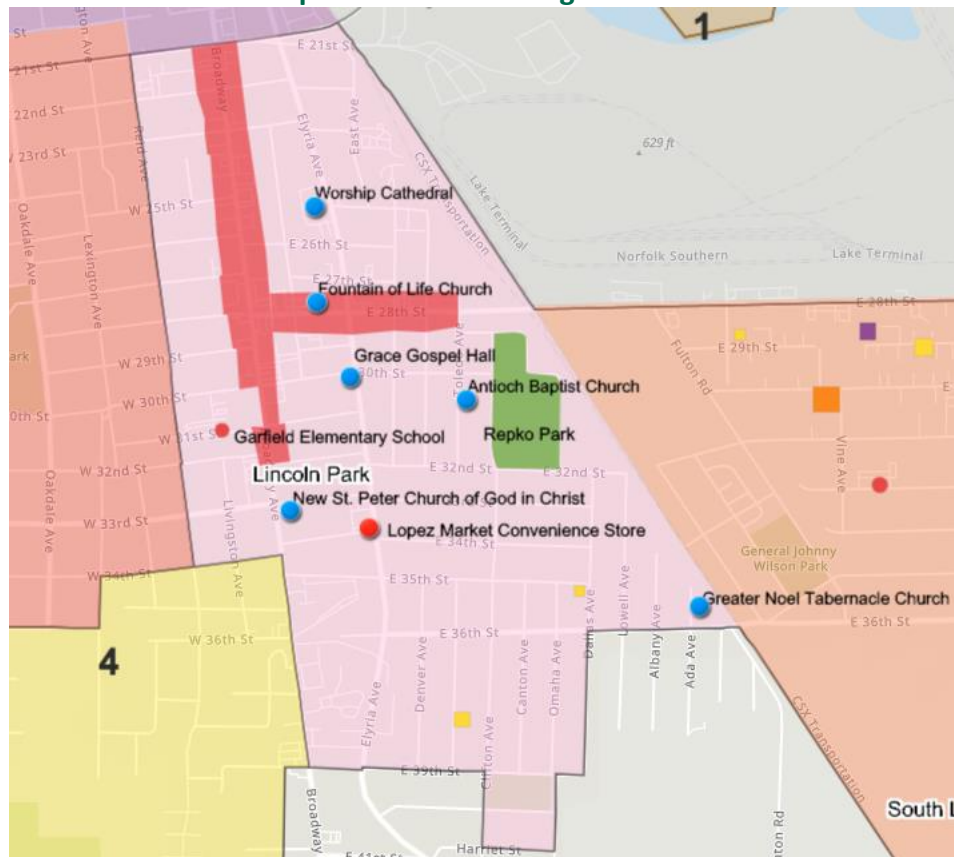 1
E 21st St
21st St
22nd St
W 23rd St
W 25th St
Oakdale Ave
Lexington Ave
Reid Ave
Broadway
Elyria Ave
East Ave
CSX Transportation
Lake Terminal
629 ft
Norfolk Southern
Lake Terminal
Worship Cathedral
E 26th St
E 27th St
Fountain of Life Church
E 28th St
E 28th St
E 29th St
Fulton Rd
W 29th St
Grace Gospel Hall
30th St
Toledo Ave
Antioch Baptist Church
W 30th St
W 31st St
Garfield Elementary School
Repko Park
Lincoln Park
W 32nd St
E 32nd St
E 32nd St
Oakdale Ave
Livingston Ave
Vine Ave
New St. Peter Church of God in Christ
W 33rd St
Lopez Market Convenience Store
E 34th St
General Johnny
Wilson Park
W 34th St
E 35th St
Greater Noel Tabernacle Church
W 36th St
E 36th St
E 36th St
4
Denver Ave
Elyria Ave
Clinton Ave
Canton Ave
Omaha Ave
Dallas Ave
Lowell Ave
Albany Ave
Ada Ave
CSX Transportation
E 39th St
Broadway
South L
E 41st St
Harriet St